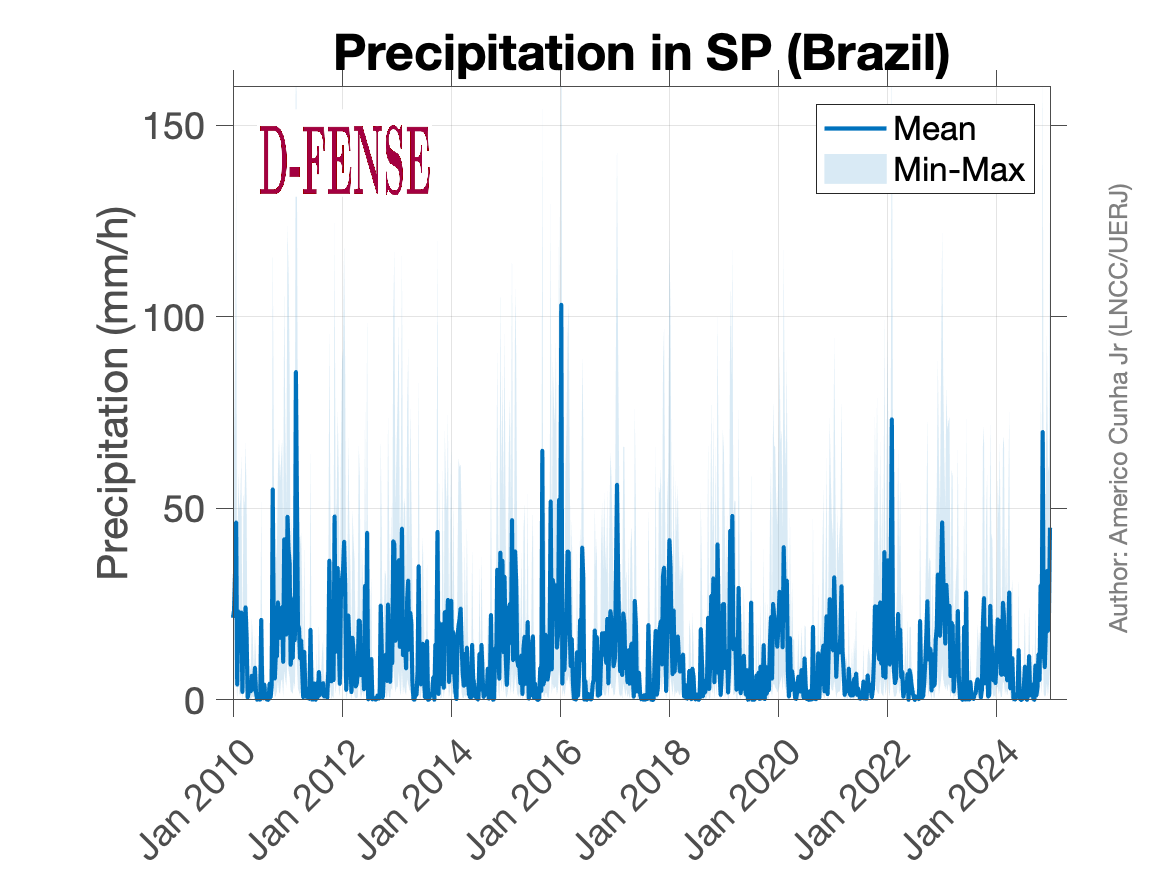 Precipitation in SP (Brazil)
D-FENSE
Mean
Min-Max
Precipitation (mm/h)
150
100
50
0
Jan 2010
Jan 2012
Jan 2014
Jan 2016
Jan 2018
Jan 2020
Jan 2022
Jan 2024
Author: Americo Cunha Jr (LNCC/UERJ)